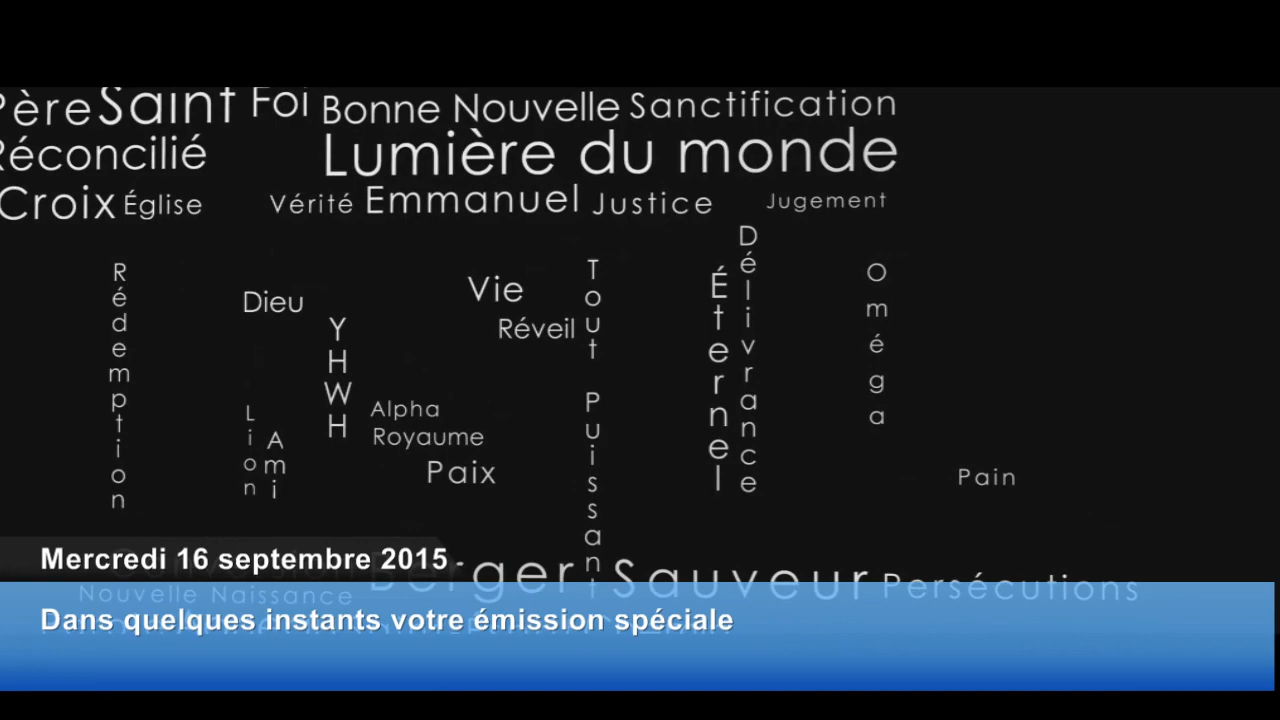 Père Saint Foi Bonne Nouvelle Sanctification
Réconcilié Lumière du monde
Croix Église Vérité Emmanuel Justice Jugement
Rédemption
Dieu
YHWH
Lion
Ami
Vie
Réveil
Alpha
Royaume
Paix
Tout Puissant
Éternel
Délivrance
Oméga
Pain
Mercredi 16 septembre 2015 -
Berger Sauveur Persécutions
Nouvelle Naissance
Dans quelques instants votre émission spéciale